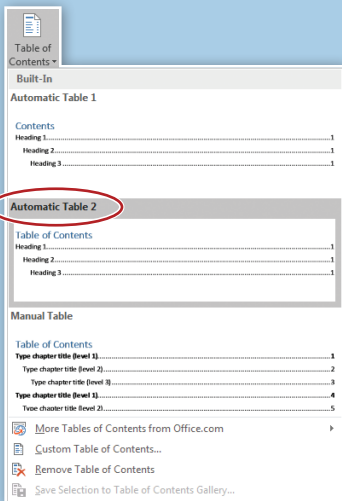 Table of
Contents
Built-In
Automatic Table 1
Contents
Heading 1...1
Heading 2...1
Heading 3...1
Automatic Table 2
Table of Contents
Heading 1...1
Heading 2...1
Heading 3...1
Manual Table
Table of Contents
Type chapter title (level 1)...1
Type chapter title (level 2)...2
Type chapter title (level 3)...3
Type chapter title (level 1)...4
Type chapter title (level 2)...5
More Tables of Contents from Office.com
Custom Table of Contents...
Remove Table of Contents
Save Selection to Table of Contents Gallery...